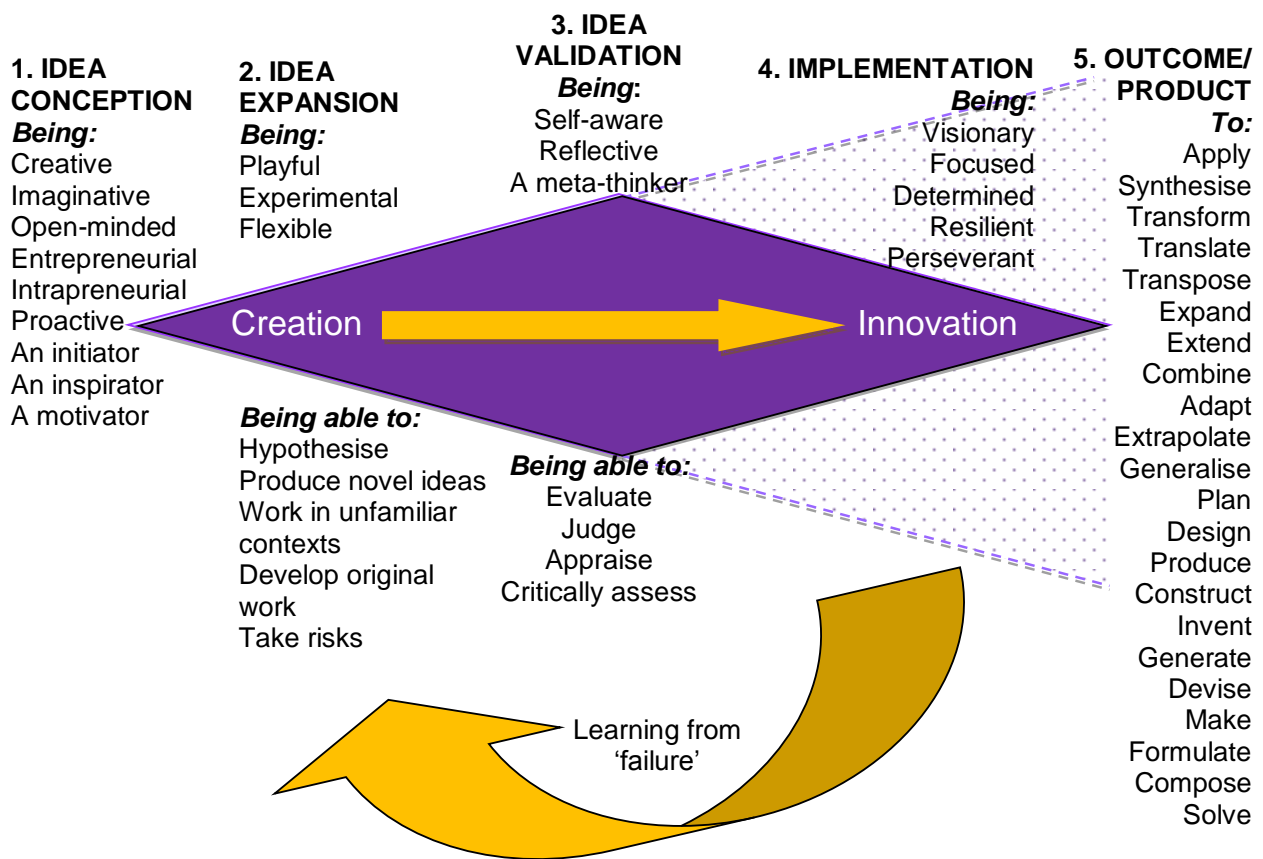 1. IDEA
CONCEPTION
Being:
Creative
Imaginative
Open-minded
Entrepreneurial
Intrapreneurial
Proactive
An initiator
An inspirator
A motivator
2. IDEA
EXPANSION
Being:
Playful
Experimental
Flexible
Being able to:
Hypothesise
Produce novel ideas
Work in unfamiliar
contexts
Develop original
work
Take risks
3. IDEA
VALIDATION
Being:
Self-aware
Reflective
A meta-thinker
Being able to:
Evaluate
Judge
Appraise
Critically assess
4. IMPLEMENTATION
Being:
Visionary
Focused
Determined
Resilient
Perseverant
5. OUTCOME/
PRODUCT
To:
Apply
Synthesise
Transform
Translate
Transpose
Expand
Extend
Combine
Adapt
Extrapolate
Generalise
Plan
Design
Produce
Construct
Invent
Generate
Devise
Make
Formulate
Compose
Solve
Creation
Innovation
Learning from
‘failure’